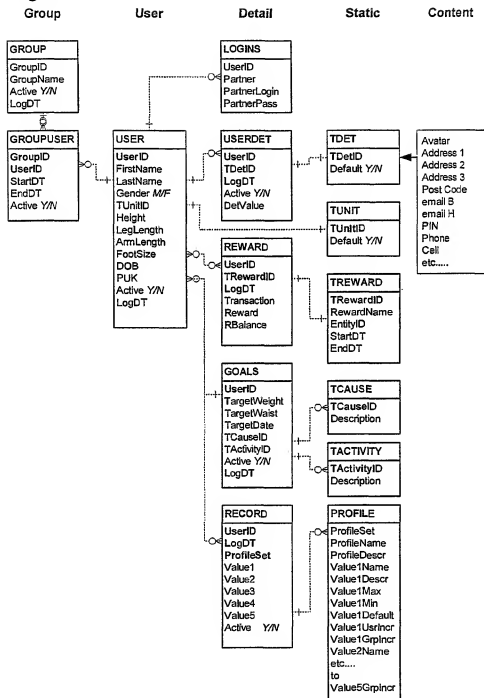 Group User Detail Static Content
GROUP
GroupID
GroupName
Active Y/N
LogDT
GROUPUSER
GroupID
UserID
StartDT
EndDT
Active Y/N
USER
UserID
FirstName
LastName
Gender M/F
TUnitID
Height
LegLength
ArmLength
FootSize
DOB
PUK
Active Y/N
LogDT
LOGINS
UserID
Partner
PartnerLogin
PartnerPass
USERDET
UserID
TDetID
LogDT
Active Y/N
DetValue
REWARD
UserID
TRewardID
LogDT
Transaction
Reward
RBalance
GOALS
UserID
TargetWeight
TargetWaist
TargetDate
TCauseID
TActivityID
Active Y/N
LogDT
RECORD
UserID
LogDT
ProfileSet
Value1
Value2
Value3
Value4
Value5
Active Y/N
TDET
TDetID
Default Y/N
TUNIT
TUnitID
Default Y/N
TREWARD
TRewardID
RewardName
EntityID
StartDT
EndDT
TCAUSE
TCauseID
Description
TACTIVITY
TActivityID
Description
PROFILE
ProfileSet
ProfileName
ProfileDescr
Value1Name
Value1Descr
Value1Max
Value1Min
Value1Default
Value1UsrIncr
Value1GrpIncr
Value2Name
etc....
to
Value5GrpIncr
Avatar
Address 1
Address 2
Address 3
Post Code
email B
email H
PIN
Phone
Cell
etc.....